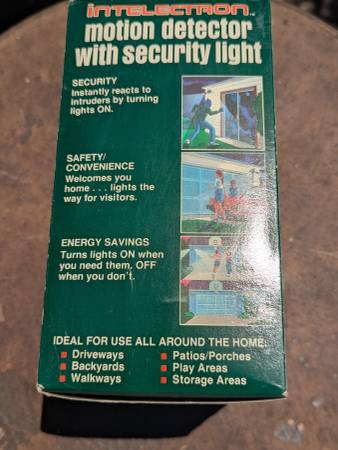 INTELECTRON
motion detector
with security light
SECURITY
Instantly reacts to
intruders by turning
lights ON.
SAFETY/
CONVENIENCE
Welcomes you
home . . . lights the
way for visitors.
ENERGY SAVINGS
Turns lights ON when
you need them, OFF
when you don't.
IDEAL FOR USE ALL AROUND THE HOME:
Driveways
Backyards
Walkways
Patios/Porches
Play Areas
Storage Areas